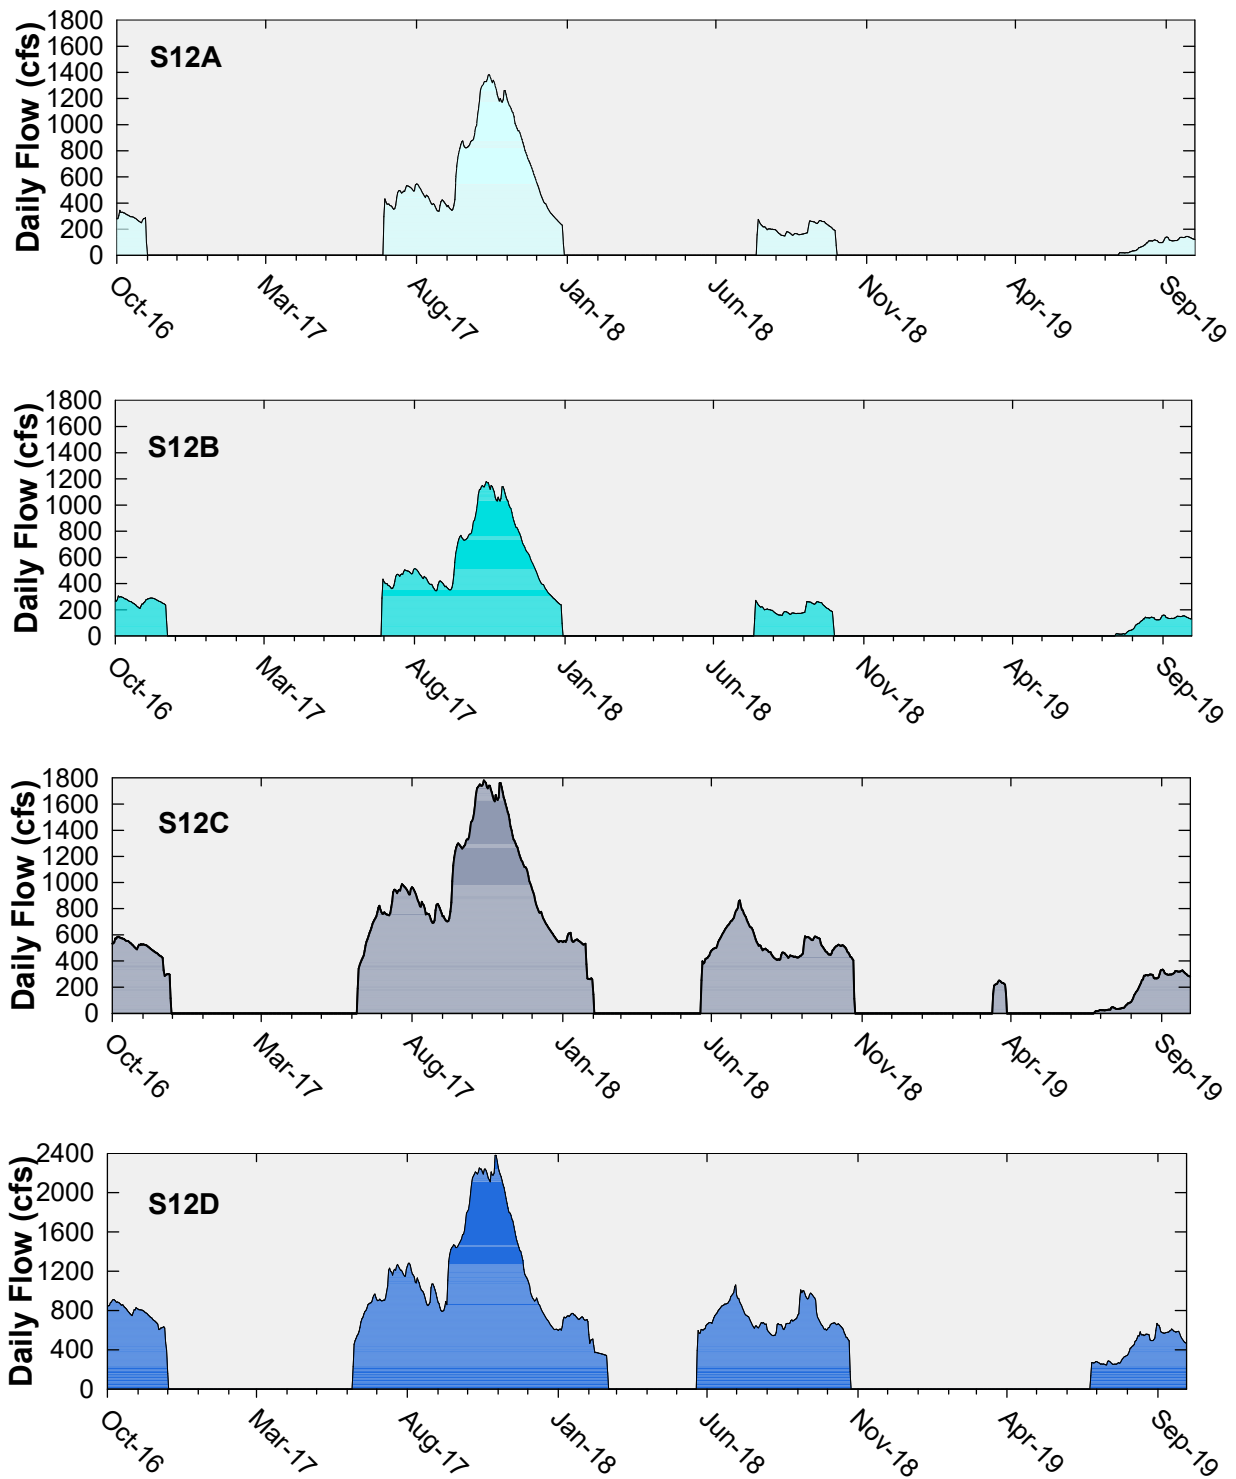 Daily Flow (cfs)
1800
1600
1400
1200
1000
800
600
400
200
0
S12A
Oct-16
Mar-17
Aug-17
Jan-18
Jun-18
Nov-18
Apr-19
Sep-19
Daily Flow (cfs)
1800
1600
1400
1200
1000
800
600
400
200
0
S12B
Oct-16
Mar-17
Aug-17
Jan-18
Jun-18
Nov-18
Apr-19
Sep-19
Daily Flow (cfs)
1800
1600
1400
1200
1000
800
600
400
200
0
S12C
Oct-16
Mar-17
Aug-17
Jan-18
Jun-18
Nov-18
Apr-19
Sep-19
Daily Flow (cfs)
2400
2000
1600
1200
800
400
0
S12D
Oct-16
Mar-17
Aug-17
Jan-18
Jun-18
Nov-18
Apr-19
Sep-19